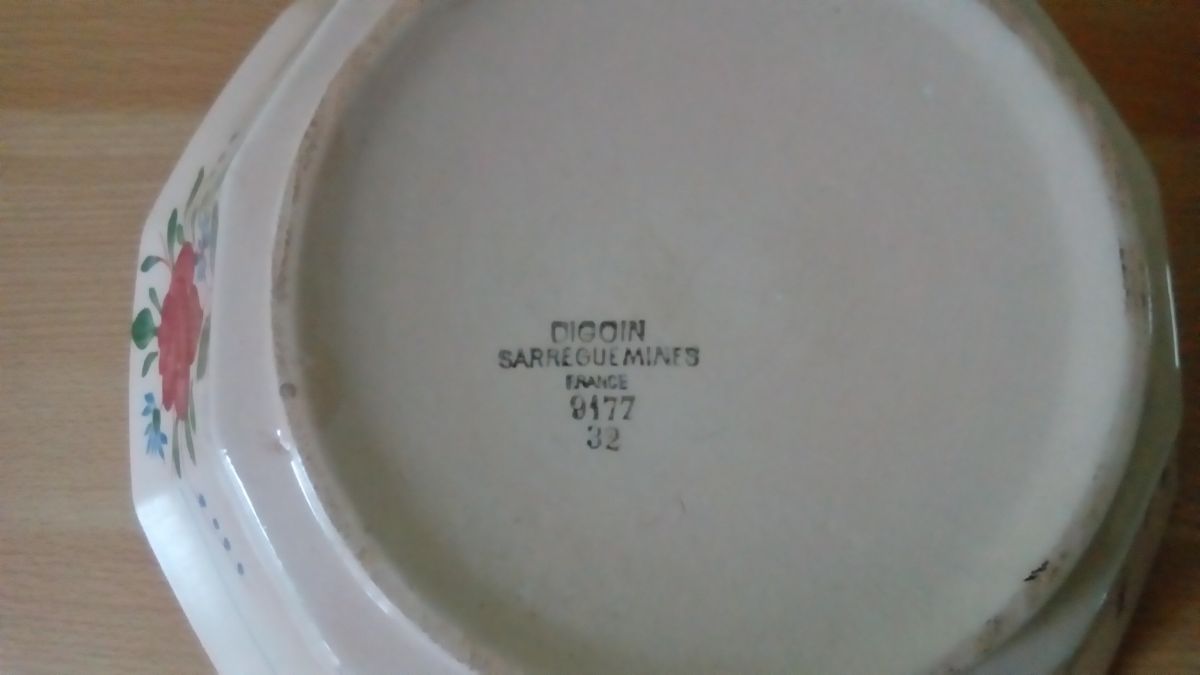 DIGOIN
SARREGUEMINES
FRANCE
9177
32